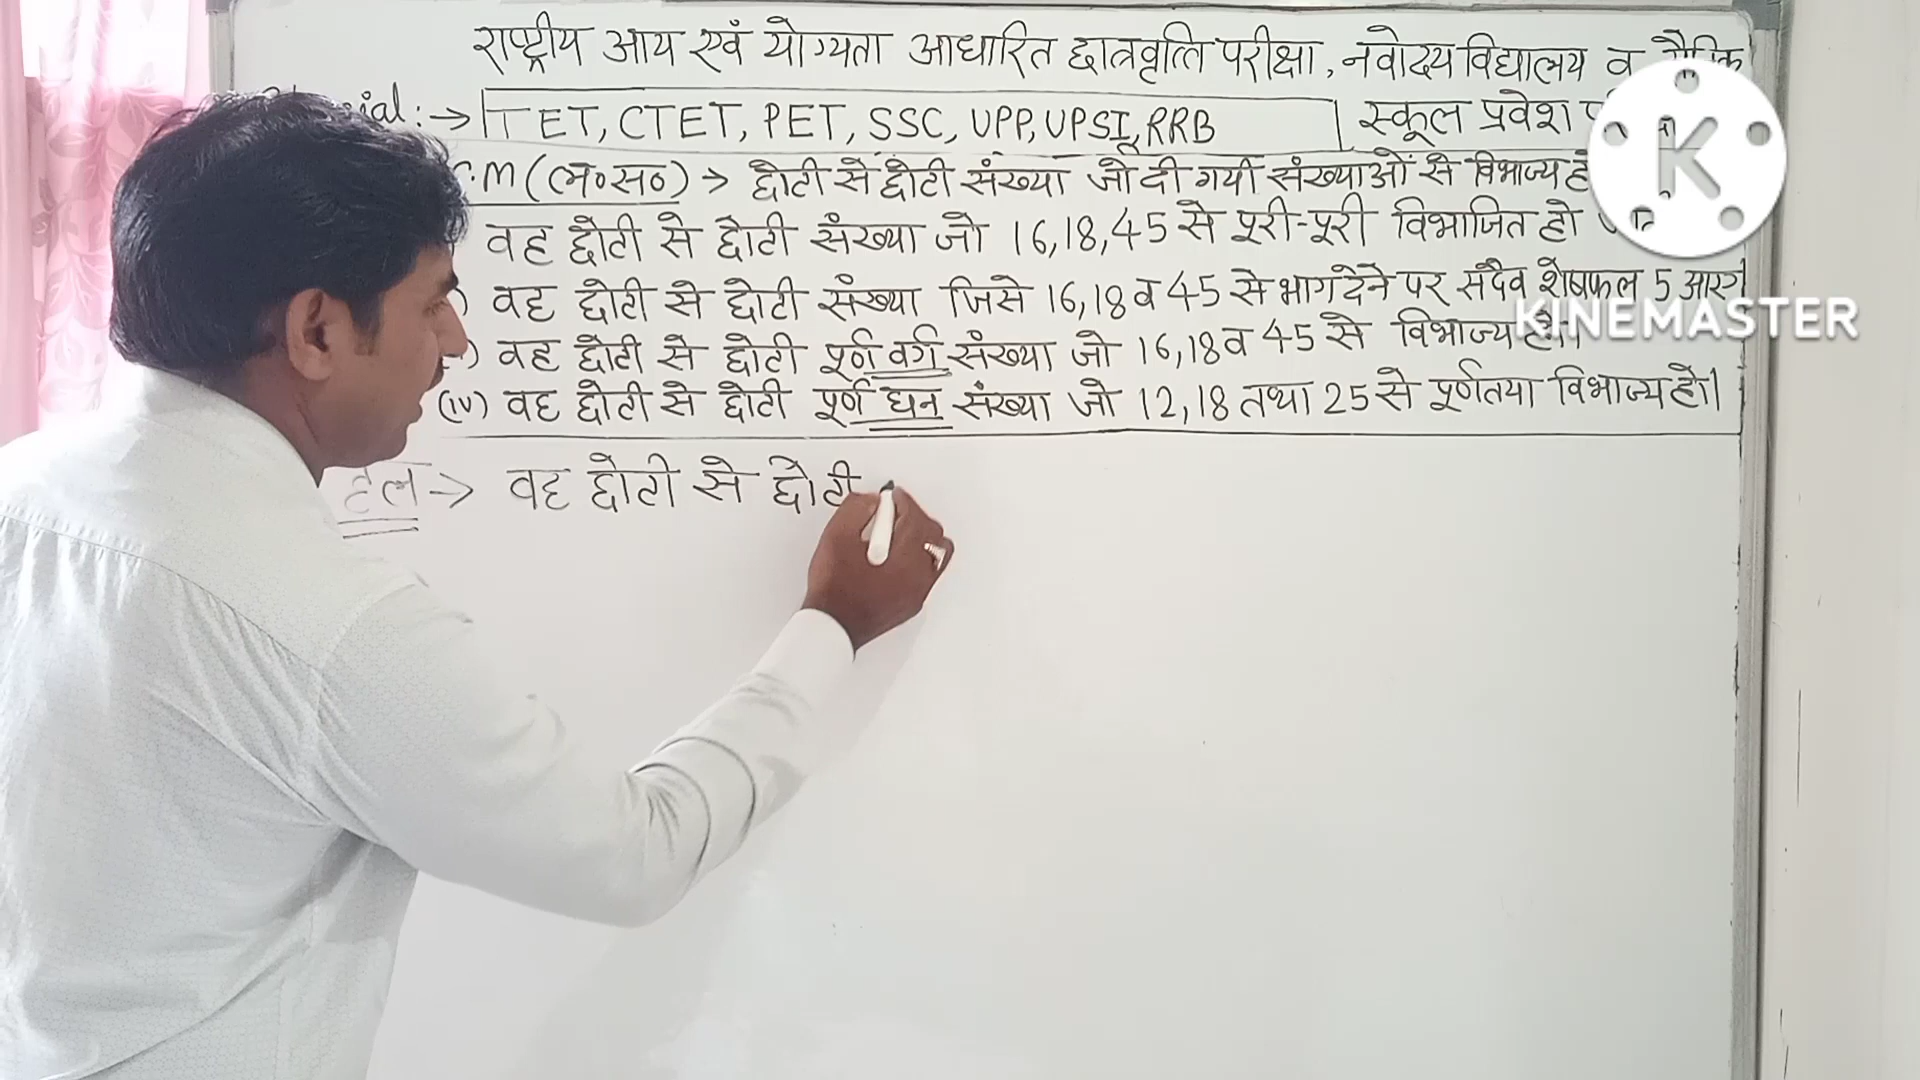 राष्ट्रीय आय एवं योग्यता आधारित छात्रवृत्ति परीक्षा, नवोदय विद्यालय व
TET, CTET, PET, SSC, UPP, UPSI, RRB स्कूल प्रवेश
.M (ल०स०) → छोटी से छोटी संख्या जो दी गयी संख्याओं से विभाज्य
वह छोटी से छोटी संख्या जो 16,18,45 से पूरी-पूरी विभाजित हो
) वह छोटी से छोटी संख्या जिसे 16,18 व 45 से भाग देने पर सदैव शेषफल 5 आए।
KINEMASTER
) वह छोटी से छोटी पूर्ण वर्ग संख्या जो 16,18 व 45 से विभाज्य हो।
(iv) वह छोटी से छोटी पूर्ण घन संख्या जो 12,18 तथा 25 से पूर्णतया विभाज्य हो।
हल → वह छोटी से छोटी